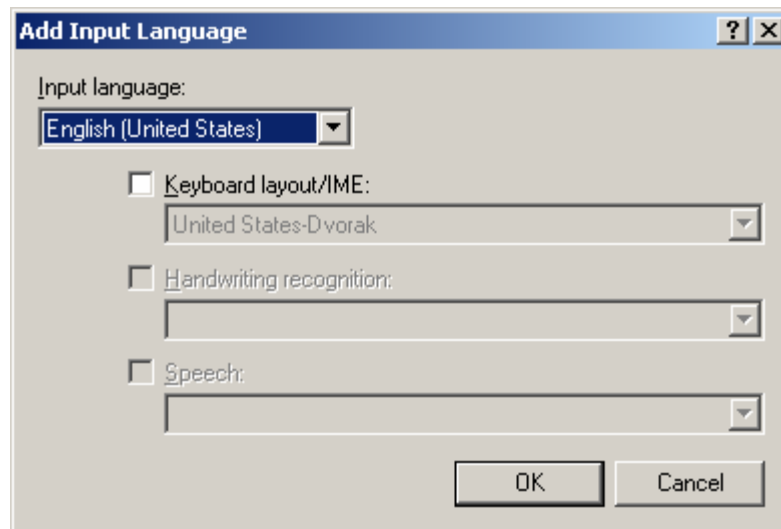 Add Input Language
Input language:
English (United States)
Keyboard layout/IME:
United States-Dvorak
Handwriting recognition:
Speech:
OK Cancel